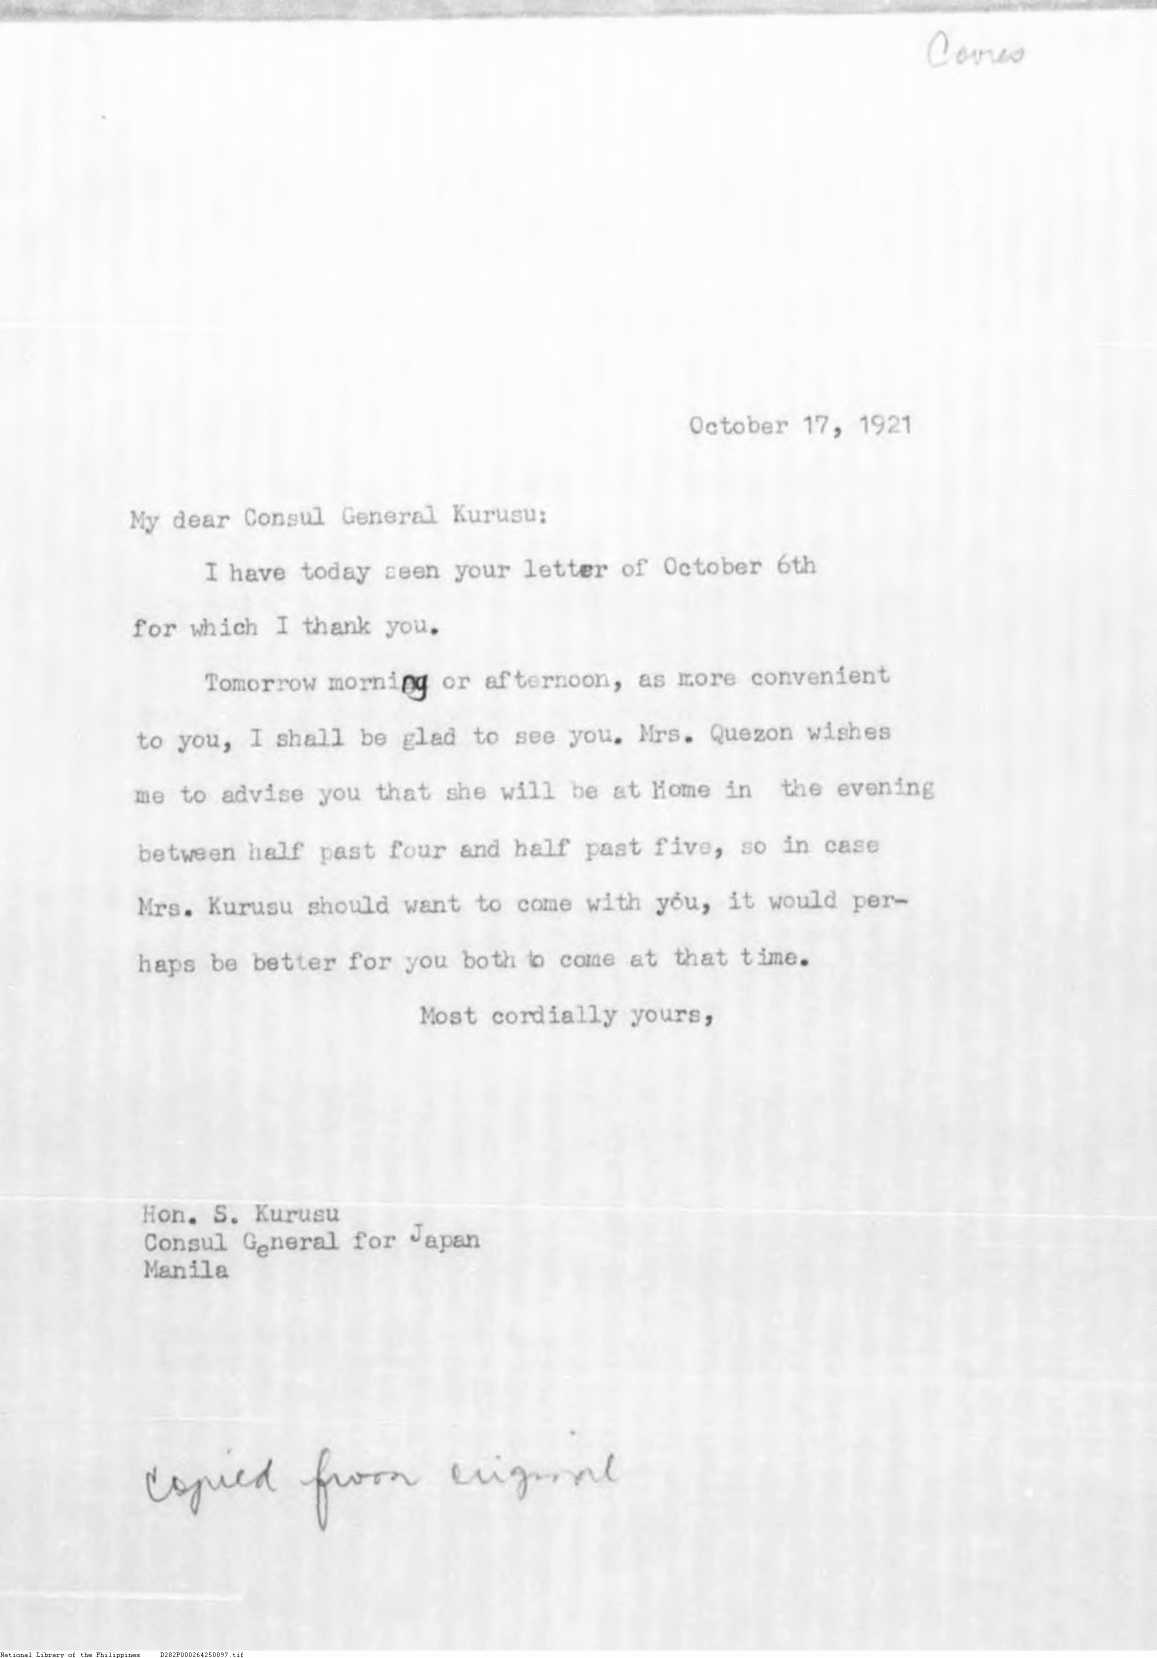 October 17, 1921
My dear Consul General Kurusu:
I have today seen your letter of October 6th
for which I thank you.
Tomorrow morning or afternoon, as more convenient
to you, I shall be glad to see you. Mrs. Quezon wishes
me to advise you that she will be at Home in the evening
between half past four and half past five, so in case
Mrs. Kurusu should want to come with you, it would per-
haps be better for you both to come at that time.
Most cordially yours,
Hon. S. Kurusu
Consul General for Japan
Manila
copied from original
National Library of the Philippines D282P000264250097.tif